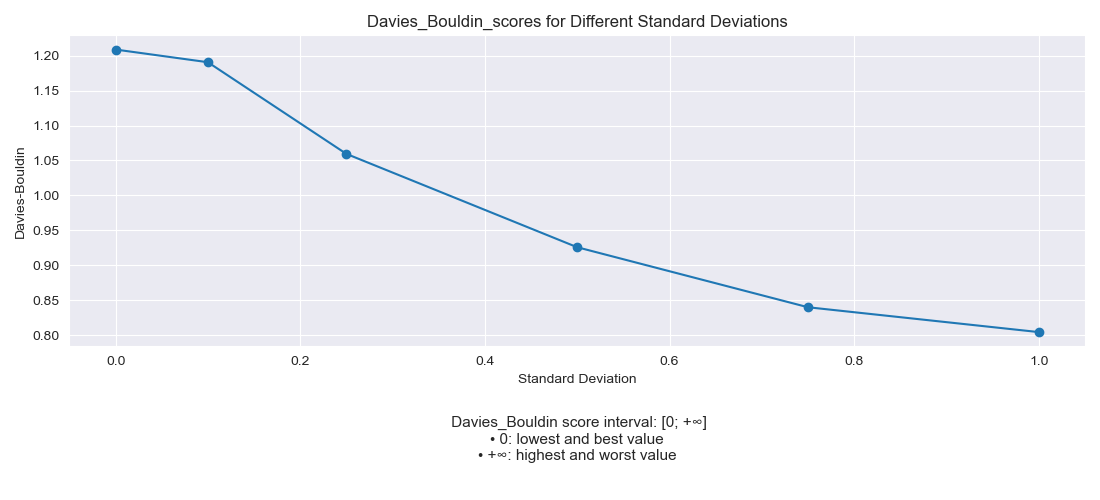 Davies_Bouldin_scores for Different Standard Deviations
1.20
1.15
1.10
1.05
1.00
0.95
0.90
0.85
0.80
Davies-Bouldin
0.0 0.2 0.4 0.6 0.8 1.0
Standard Deviation
Davies_Bouldin score interval: [0; +∞]
• 0: lowest and best value
• +∞: highest and worst value